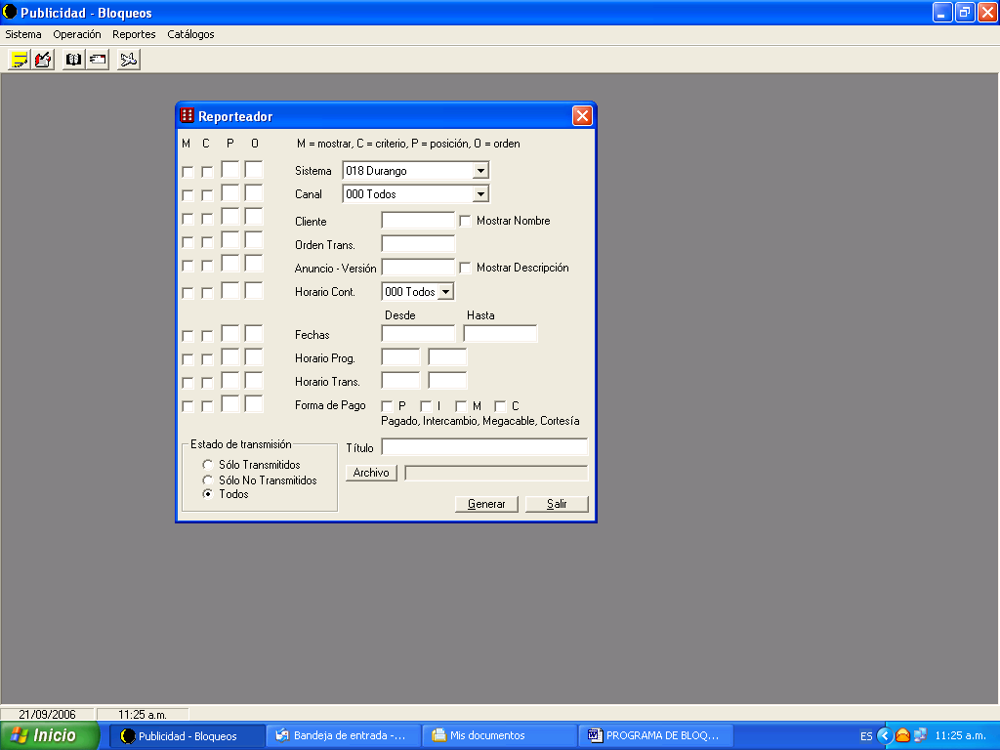 Publicidad - Bloqueos
Sistema Operación Reportes Catálogos
Reporteador
M C P O M = mostrar, C = criterio, P = posición, O = orden
Sistema 018 Durango
Canal 000 Todos
Cliente Mostrar Nombre
Orden Trans.
Anuncio - Versión Mostrar Descripción
Horario Cont. 000 Todos
Desde Hasta
Fechas
Horario Prog.
Horario Trans.
Forma de Pago P I M C
Pagado, Intercambio, Megacable, Cortesía
Estado de transmisión
Sólo Transmitidos
Sólo No Transmitidos
Todos
Título
Archivo
Generar Salir
21/09/2006 11:25 a.m.
Inicio Publicidad - Bloqueos Bandeja de entrada -... Mis documentos PROGRAMA DE BLOQ... ES 11:25 a.m.